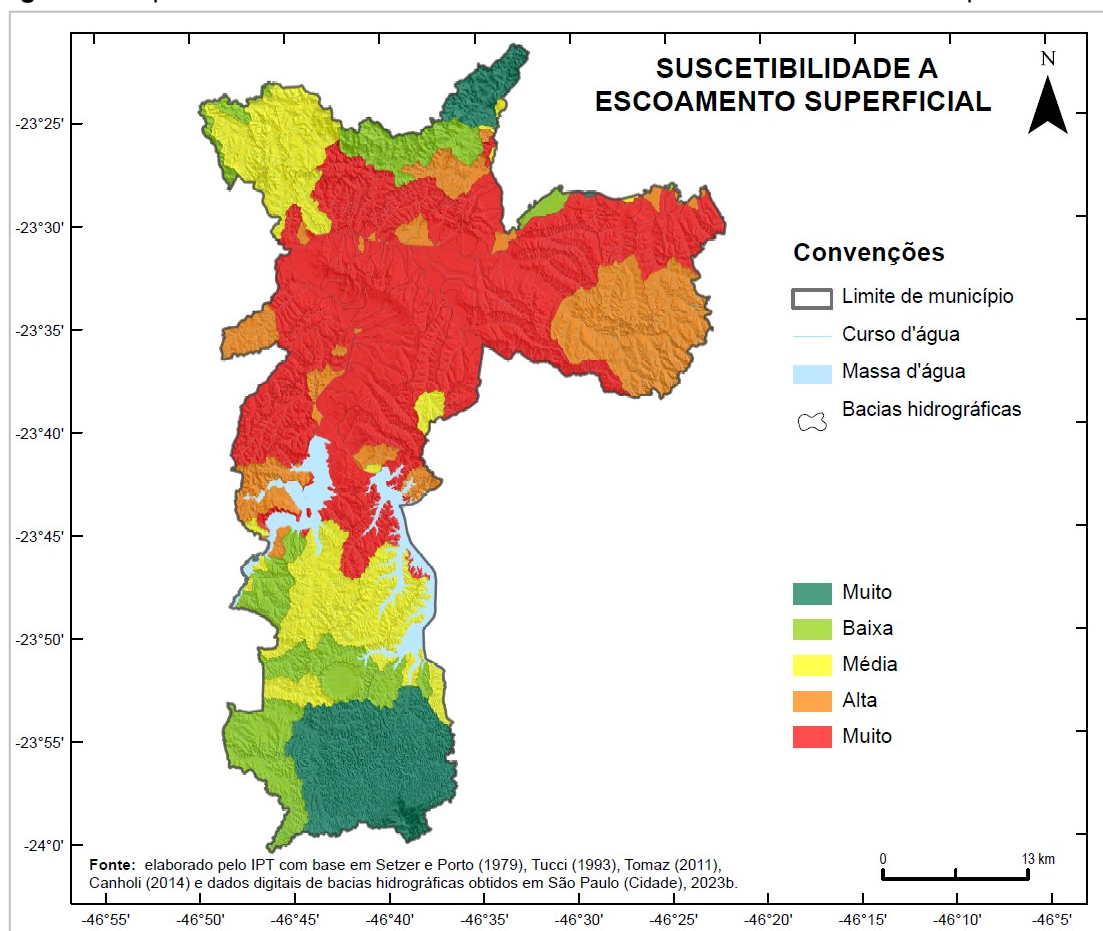 SUSCETIBILIDADE A
ESCOAMENTO SUPERFICIAL
N
-23°25'
-23°30'
-23°35'
-23°40'
-23°45'
-23°50'
-23°55'
-24°0'
Convenções
Limite de município
Curso d'água
Massa d'água
Bacias hidrográficas
Muito
Baixa
Média
Alta
Muito
0 13 km
Fonte: elaborado pelo IPT com base em Setzer e Porto (1979), Tucci (1993), Tomaz (2011),
Canholi (2014) e dados digitais de bacias hidrográficas obtidos em São Paulo (Cidade), 2023b.
-46°55' -46°50' -46°45' -46°40' -46°35' -46°30' -46°25' -46°20' -46°15' -46°10' -46°5'